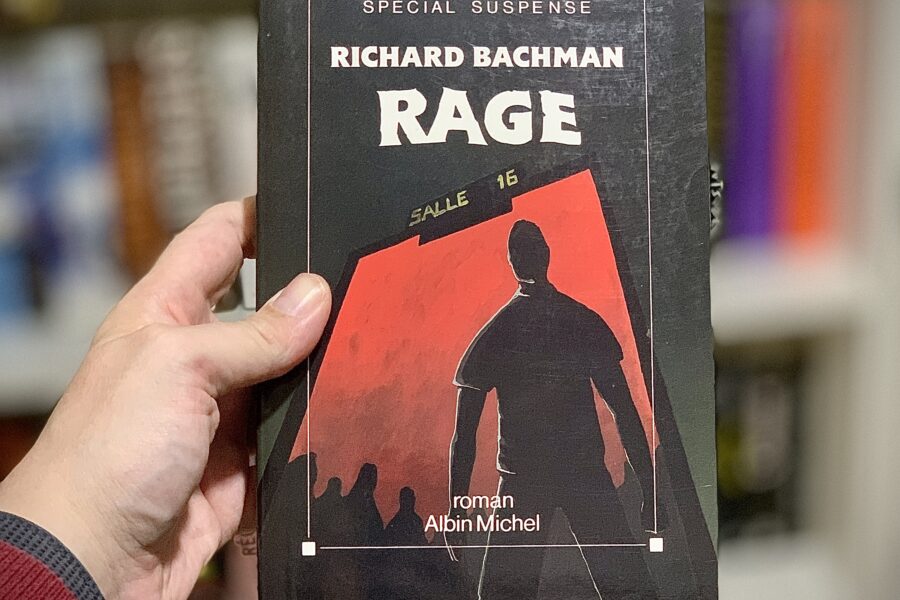 SPECIAL SUSPENSE
RICHARD BACHMAN
RAGE
SALLE 16
roman
Albin Michel